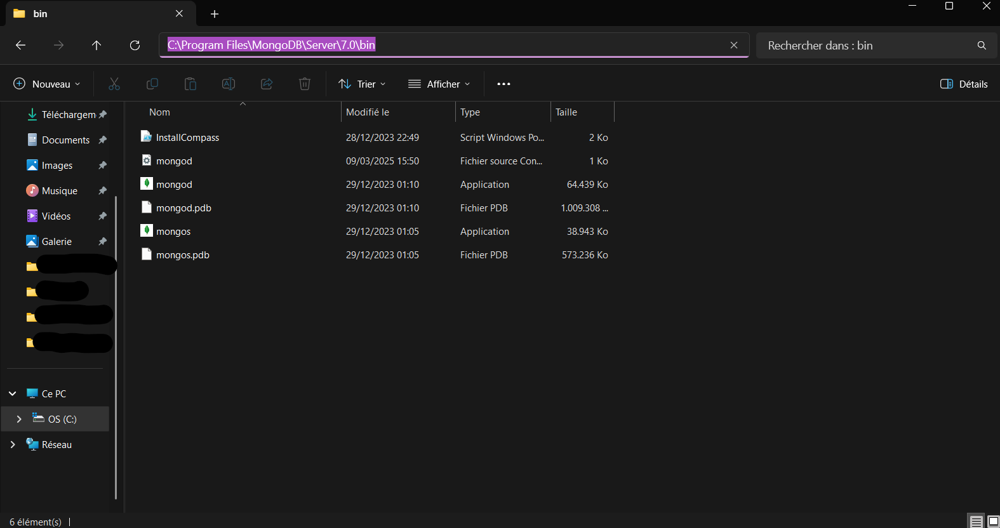 bin
C:\Program Files\MongoDB\Server\7.0\bin
Rechercher dans : bin
Nouveau
Trier
Afficher
Détails
Téléchargem
Documents
Images
Musique
Vidéos
Galerie
Ce PC
OS (C:)
Réseau
Nom Modifié le Type Taille
InstallCompass 28/12/2023 22:49 Script Windows Po... 2 Ko
mongod 09/03/2025 15:50 Fichier source Con... 1 Ko
mongod 29/12/2023 01:10 Application 64.439 Ko
mongod.pdb 29/12/2023 01:10 Fichier PDB 1.009.308 ...
mongos 29/12/2023 01:05 Application 38.943 Ko
mongos.pdb 29/12/2023 01:05 Fichier PDB 573.236 Ko
6 élément(s)